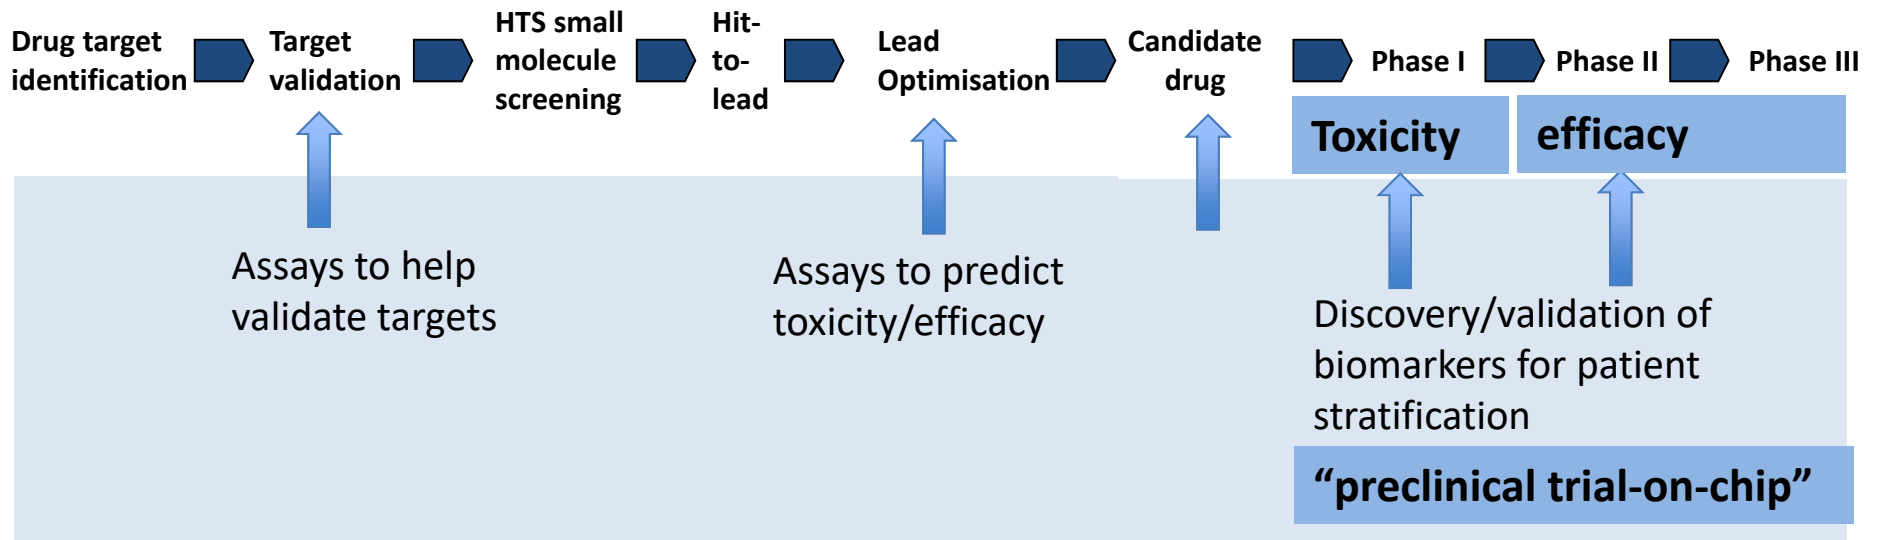 Drug target
identification
Target
validation
HTS small
molecule
screening
Hit-
to-
lead
Lead
Optimisation
Candidate
drug
Phase I
Phase II
Phase III
Toxicity
efficacy
Assays to help
validate targets
Assays to predict
toxicity/efficacy
Discovery/validation of
biomarkers for patient
stratification
“preclinical trial-on-chip”